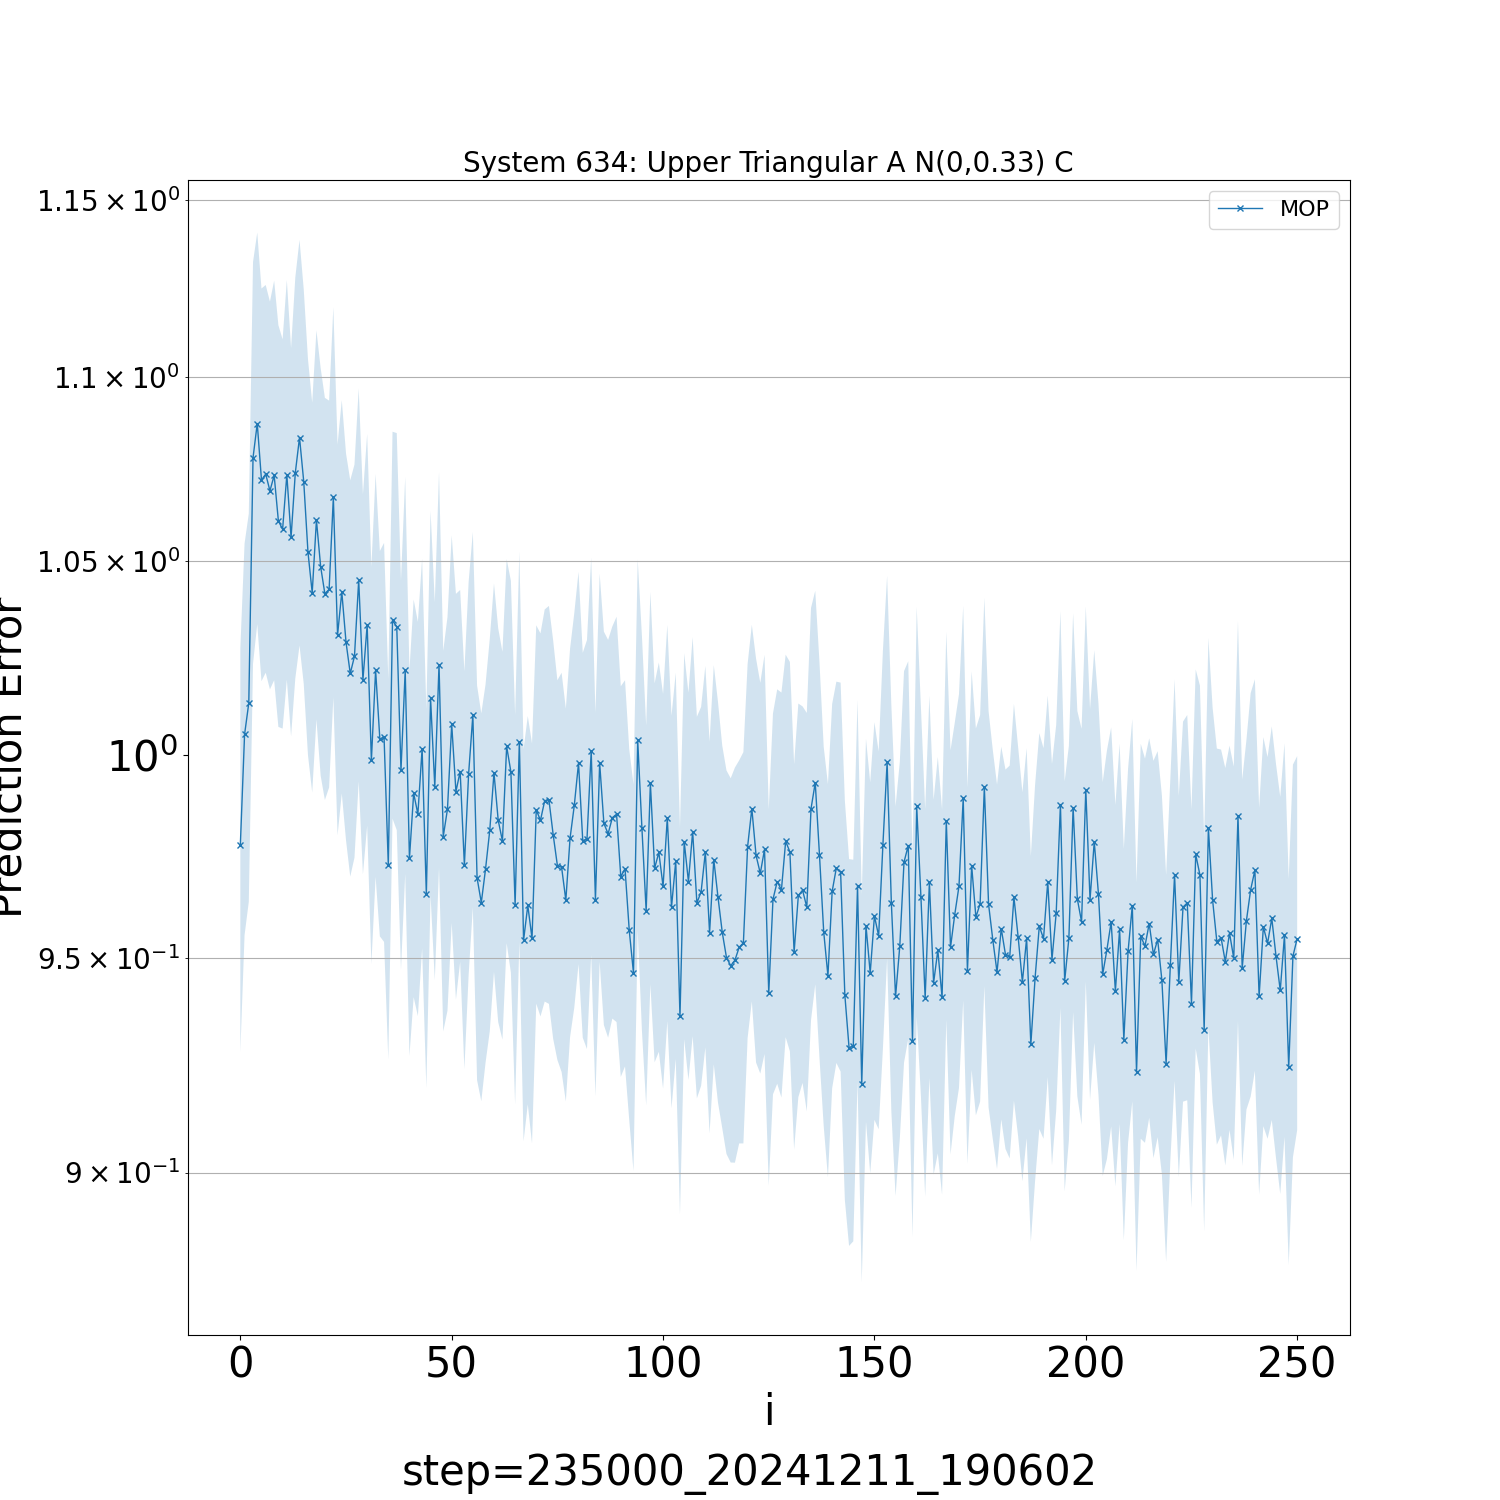 System 634: Upper Triangular A N(0,0.33) C
MOP
1.15 × 10⁰
1.1 × 10⁰
1.05 × 10⁰
10⁰
9.5 × 10⁻¹
9 × 10⁻¹
Prediction Error
0 50 100 150 200 250
i
step=235000_20241211_190602